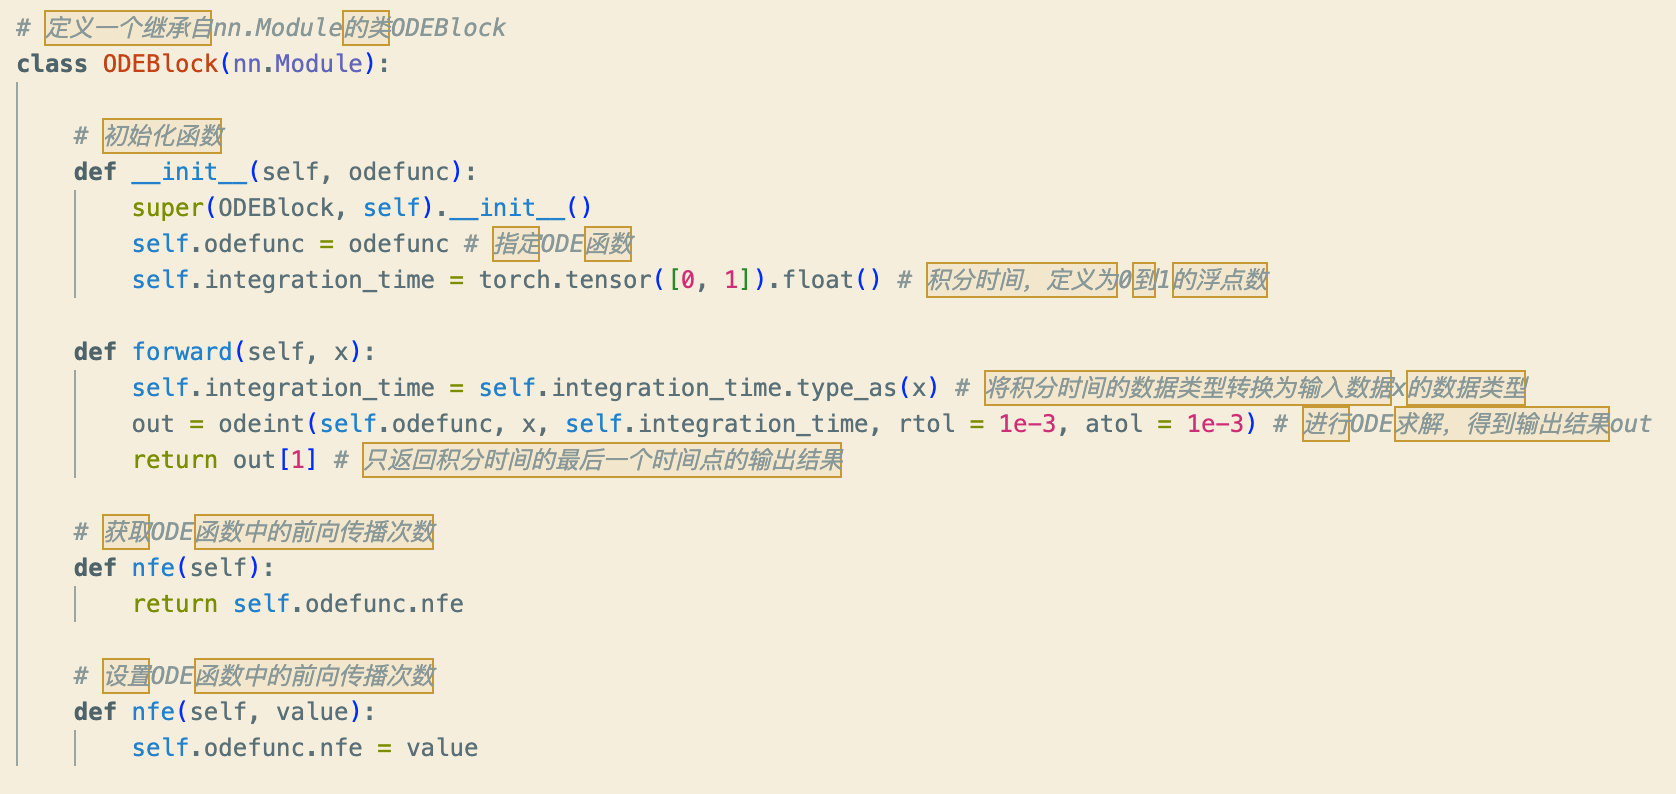 # 定义一个继承自nn.Module的类ODEBlock
class ODEBlock(nn.Module):
# 初始化函数
def __init__(self, odefunc):
super(ODEBlock, self).__init__()
self.odefunc = odefunc # 指定ODE函数
self.integration_time = torch.tensor([0, 1]).float() # 积分时间，定义为0到1的浮点数
def forward(self, x):
self.integration_time = self.integration_time.type_as(x) # 将积分时间的数据类型转换为输入数据x的数据类型
out = odeint(self.odefunc, x, self.integration_time, rtol = 1e-3, atol = 1e-3) # 进行ODE求解，得到输出结果out
return out[1] # 只返回积分时间的最后一个时间点的输出结果
# 获取ODE函数中的前向传播次数
def nfe(self):
return self.odefunc.nfe
# 设置ODE函数中的前向传播次数
def nfe(self, value):
self.odefunc.nfe = value